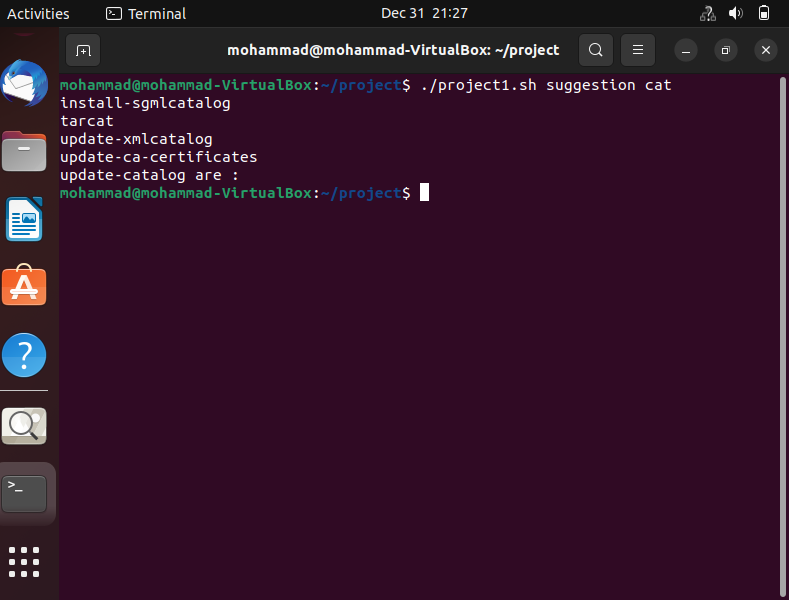 Activities Terminal Dec 31 21:27
mohammad@mohammad-VirtualBox: ~/project
mohammad@mohammad-VirtualBox:~/project$ ./project1.sh suggestion cat
install-sgmlcatalog
tarcat
update-xmlcatalog
update-ca-certificates
update-catalog are :
mohammad@mohammad-VirtualBox:~/project$